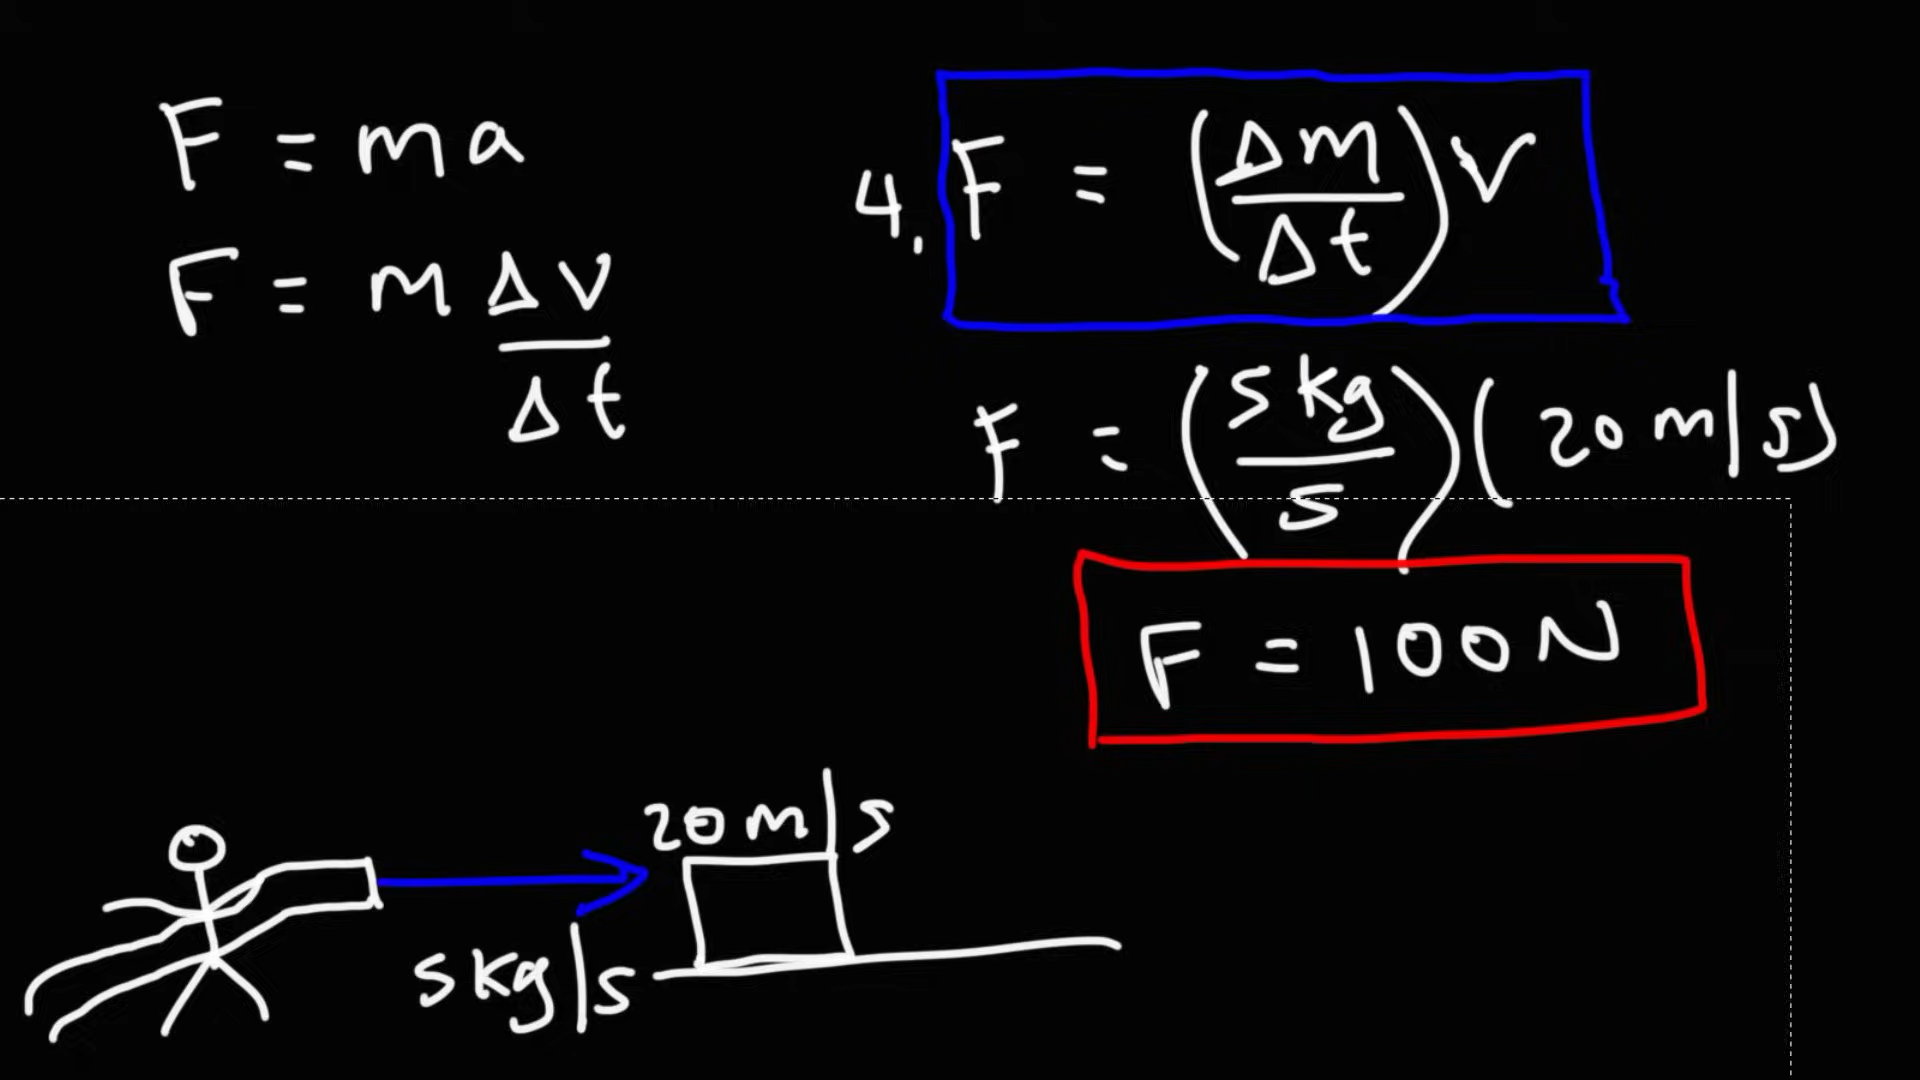 F = ma
F = m Δv/Δt
4. F = (Δm/Δt) v
F = (5 kg/s)(20 m/s)
F = 100 N
20 m/s
5 kg/s